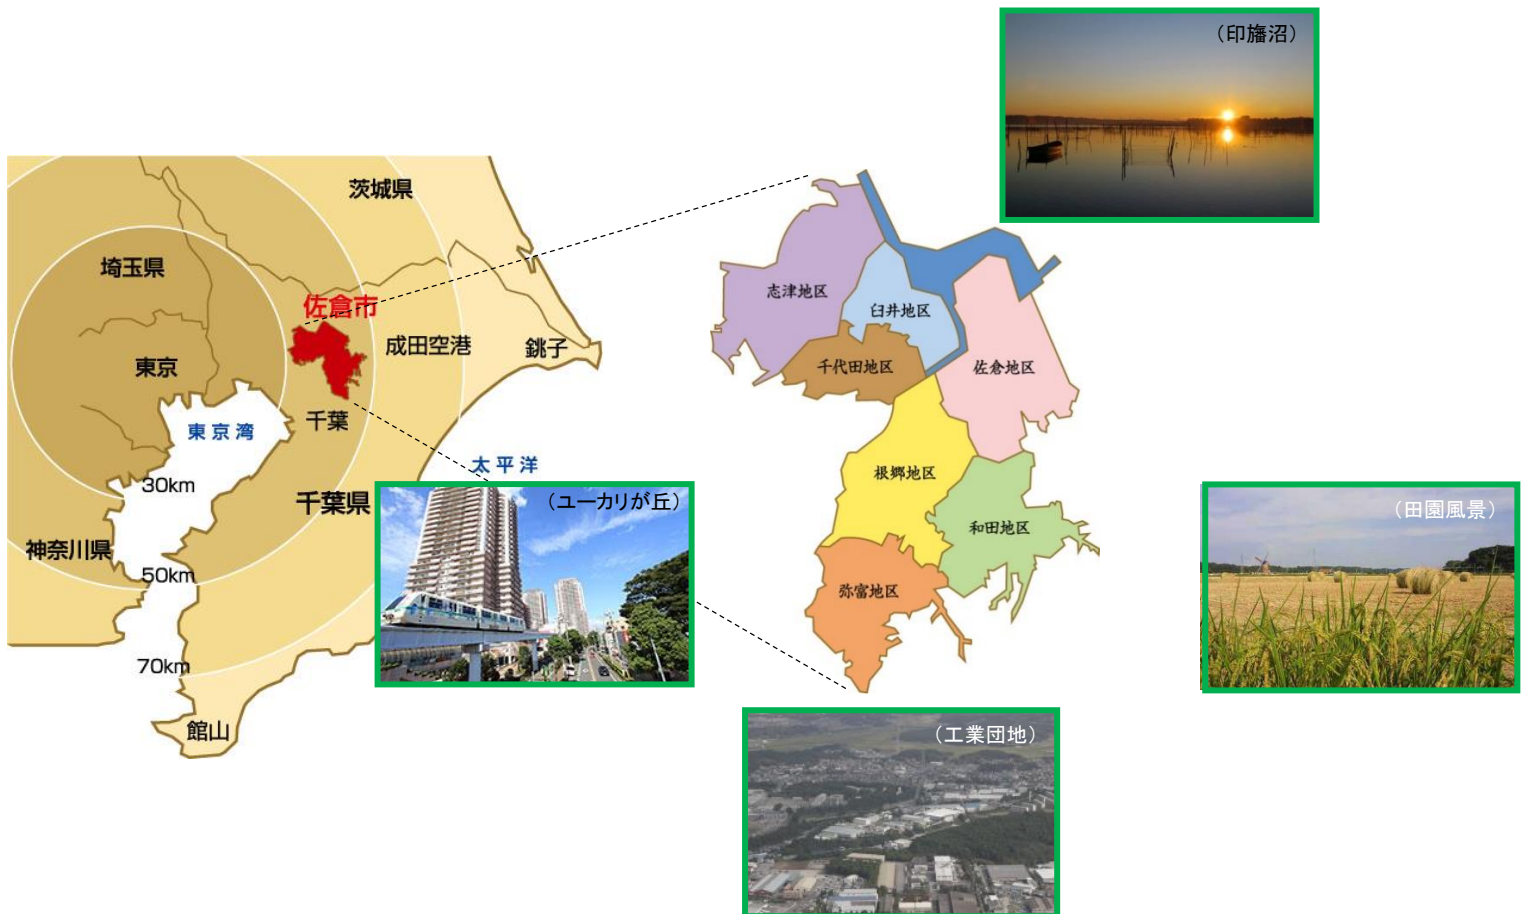 （印旛沼）
茨城県
埼玉県
佐倉市
成田空港
銚子
東京
千葉
東京湾
太平洋
30km
千葉県
神奈川県
50km
70km
館山
志津地区
臼井地区
千代田地区
佐倉地区
根郷地区
和田地区
弥富地区
（ユーカリが丘）
（田園風景）
（工業団地）